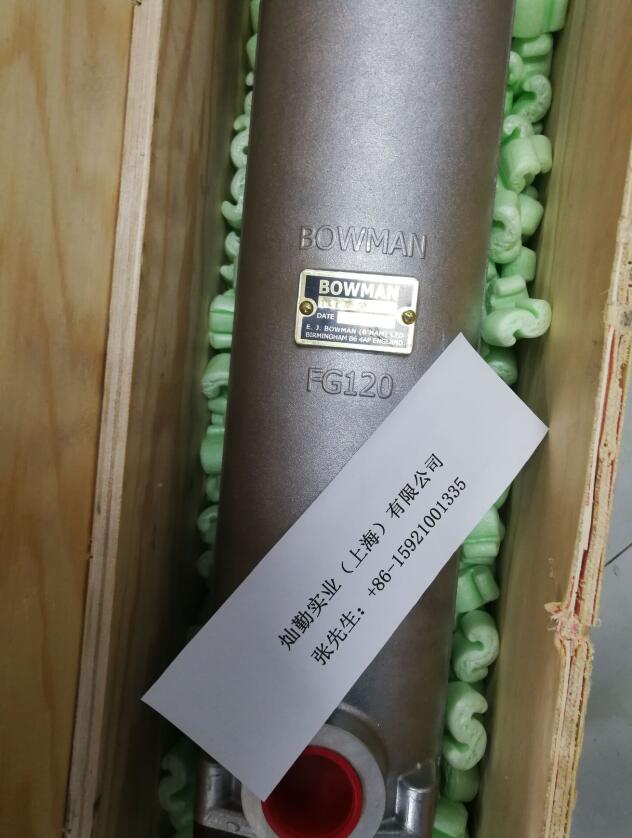 BOWMAN
BOWMAN
DATE
E. J. BOWMAN (B'HAM) LTD
BIRMINGHAM B6 4AP ENGLAND
FG120
灿勤实业（上海）有限公司
张先生：+86-15921001335